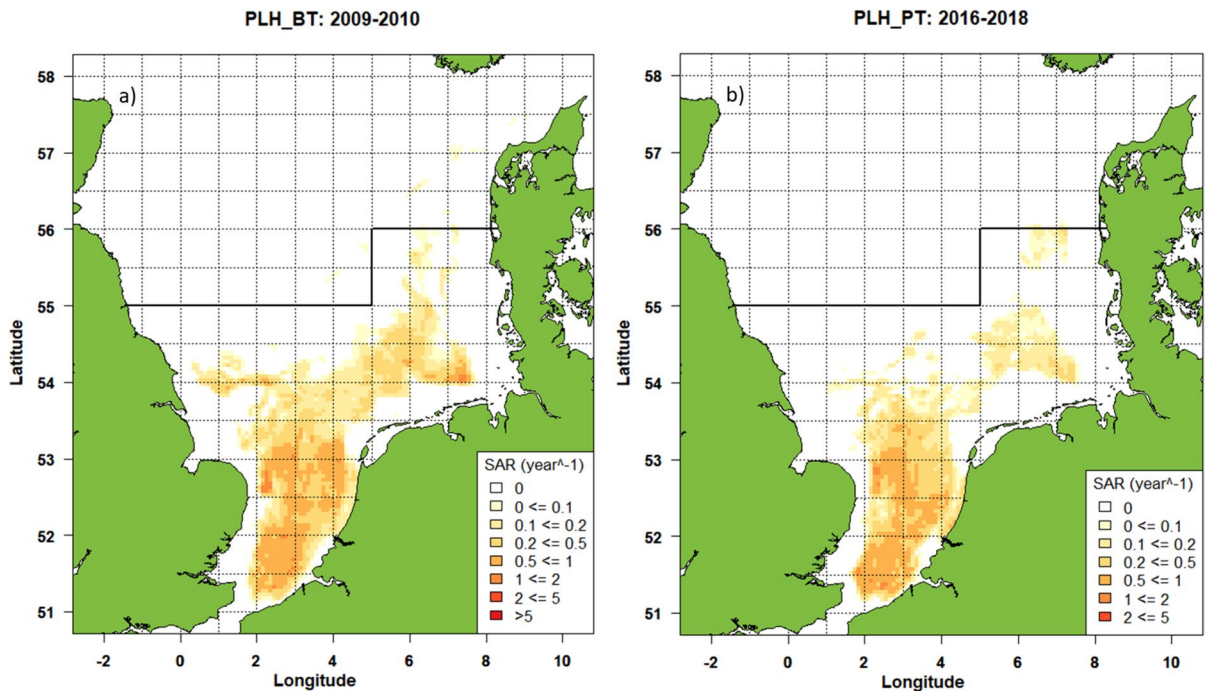 PLH_BT: 2009-2010
a)
58
57
56
55
54
53
52
51
Latitude
-2 0 2 4 6 8 10
Longitude
SAR (year^-1)
0
0 <= 0.1
0.1 <= 0.2
0.2 <= 0.5
0.5 <= 1
1 <= 2
2 <= 5
>5
PLH_PT: 2016-2018
b)
58
57
56
55
54
53
52
51
Latitude
-2 0 2 4 6 8 10
Longitude
SAR (year^-1)
0
0 <= 0.1
0.1 <= 0.2
0.2 <= 0.5
0.5 <= 1
1 <= 2
2 <= 5